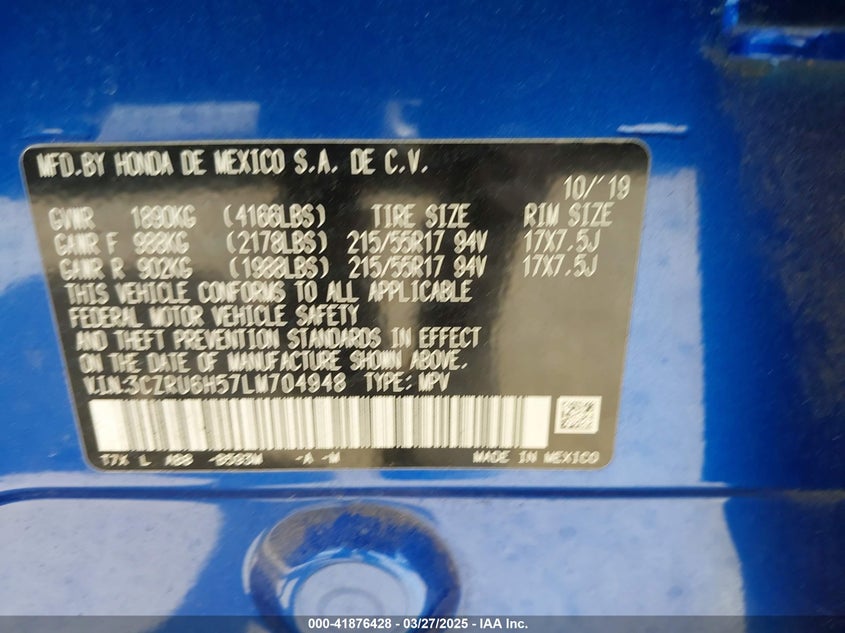 MFD.BY HONDA DE MEXICO S.A. DE C.V.
10/'19
GVWR 1890KG (4166LBS) TIRE SIZE RIM SIZE
GAWR F 988KG (2178LBS) 215/55R17 94V 17X7.5J
GAWR R 902KG (1988LBS) 215/55R17 94V 17X7.5J
THIS VEHICLE CONFORMS TO ALL APPLICABLE
FEDERAL MOTOR VEHICLE SAFETY
AND THEFT PREVENTION STANDARDS IN EFFECT
ON THE DATE OF MANUFACTURE SHOWN ABOVE.
V.I.N.:3CZRU6H57LM704948 TYPE: MPV
T7X L -A -M MADE IN MEXICO
000-41876428 - 03/27/2025 - IAA Inc.